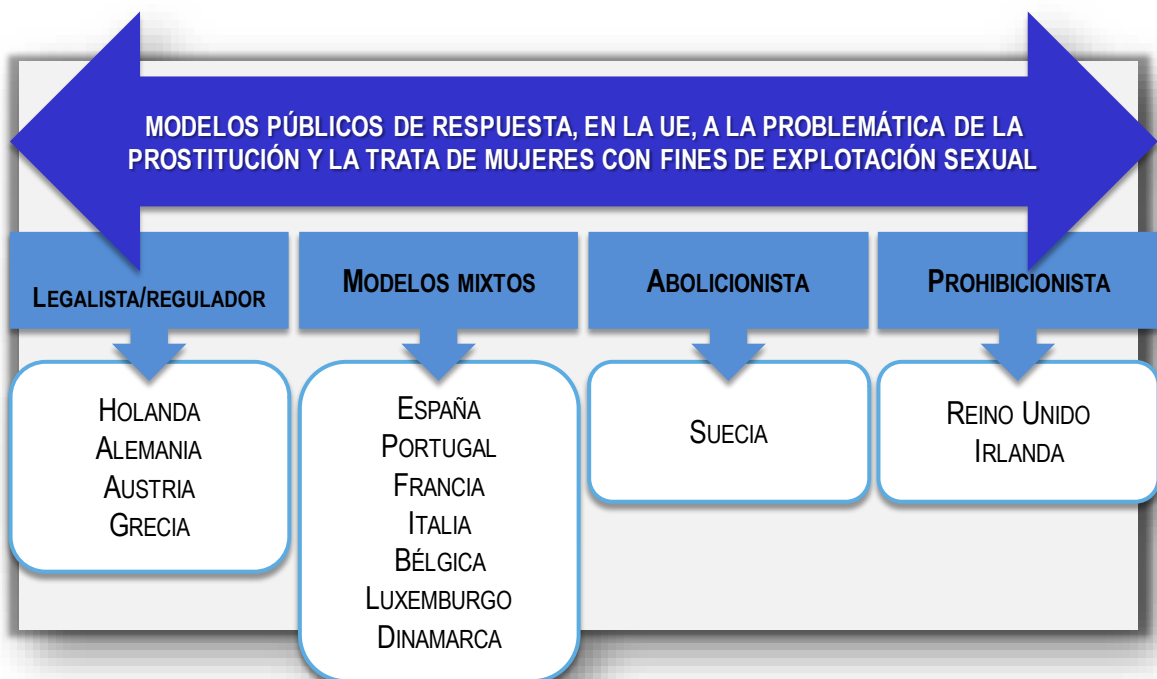 MODELOS PÚBLICOS DE RESPUESTA, EN LA UE, A LA PROBLEMÁTICA DE LA
PROSTITUCIÓN Y LA TRATA DE MUJERES CON FINES DE EXPLOTACIÓN SEXUAL
LEGALISTA/REGULADOR
HOLANDA
ALEMANIA
AUSTRIA
GRECIA
MODELOS MIXTOS
ESPAÑA
PORTUGAL
FRANCIA
ITALIA
BÉLGICA
LUXEMBURGO
DINAMARCA
ABOLICIONISTA
SUECIA
PROHIBICIONISTA
REINO UNIDO
IRLANDA